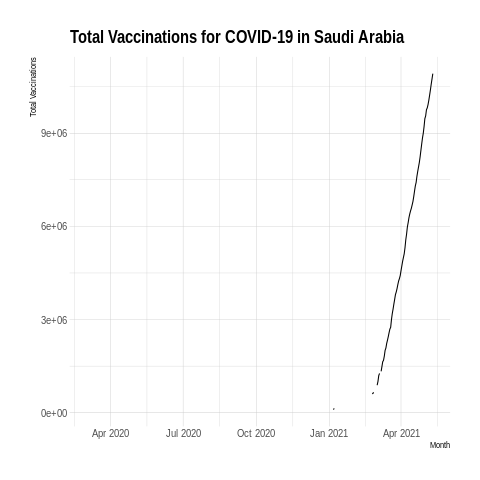 Total Vaccinations for COVID-19 in Saudi Arabia
Total Vaccinations
9e+06
6e+06
3e+06
0e+00
Apr 2020 Jul 2020 Oct 2020 Jan 2021 Apr 2021
Month